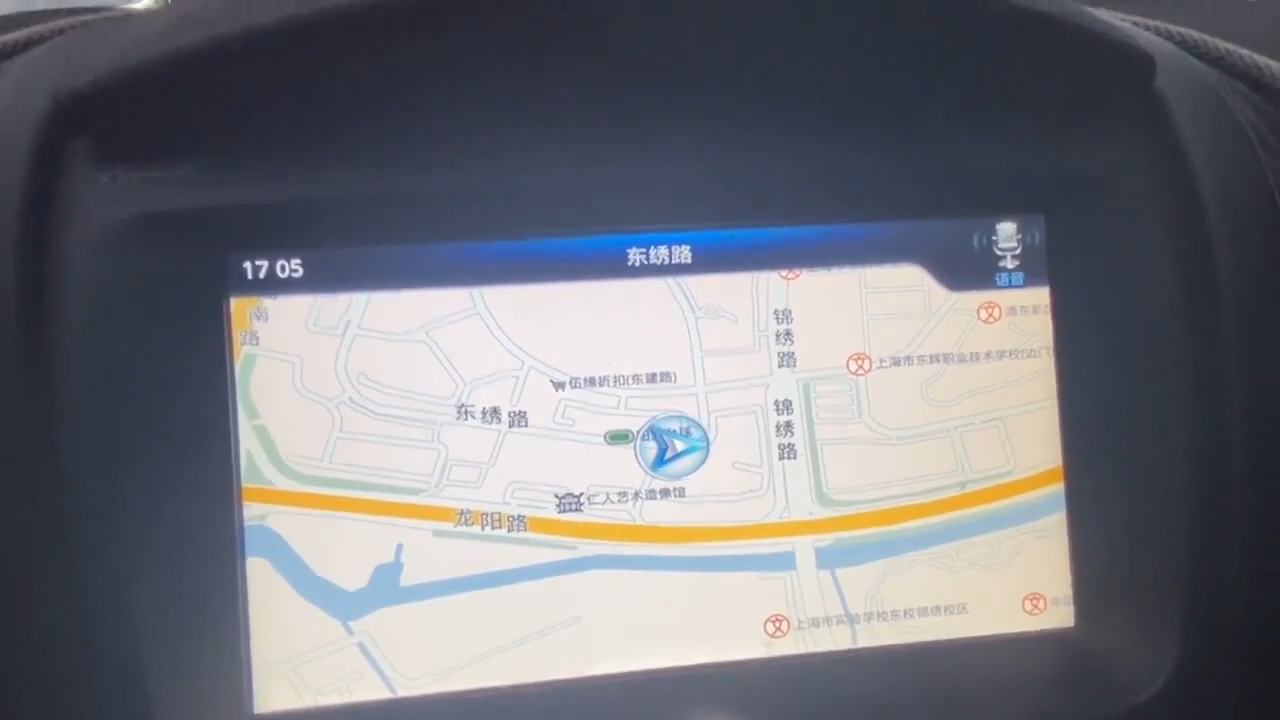 17 05
东绣路
语音
南
路
锦
绣
路
浦东新
上海市东辉职业技术学校(边门
伍缘折扣(东建路)
东绣路
锦
绣
路
仁人艺术造像馆
龙阳路
上海市实验学校东校锦绣校区
中国